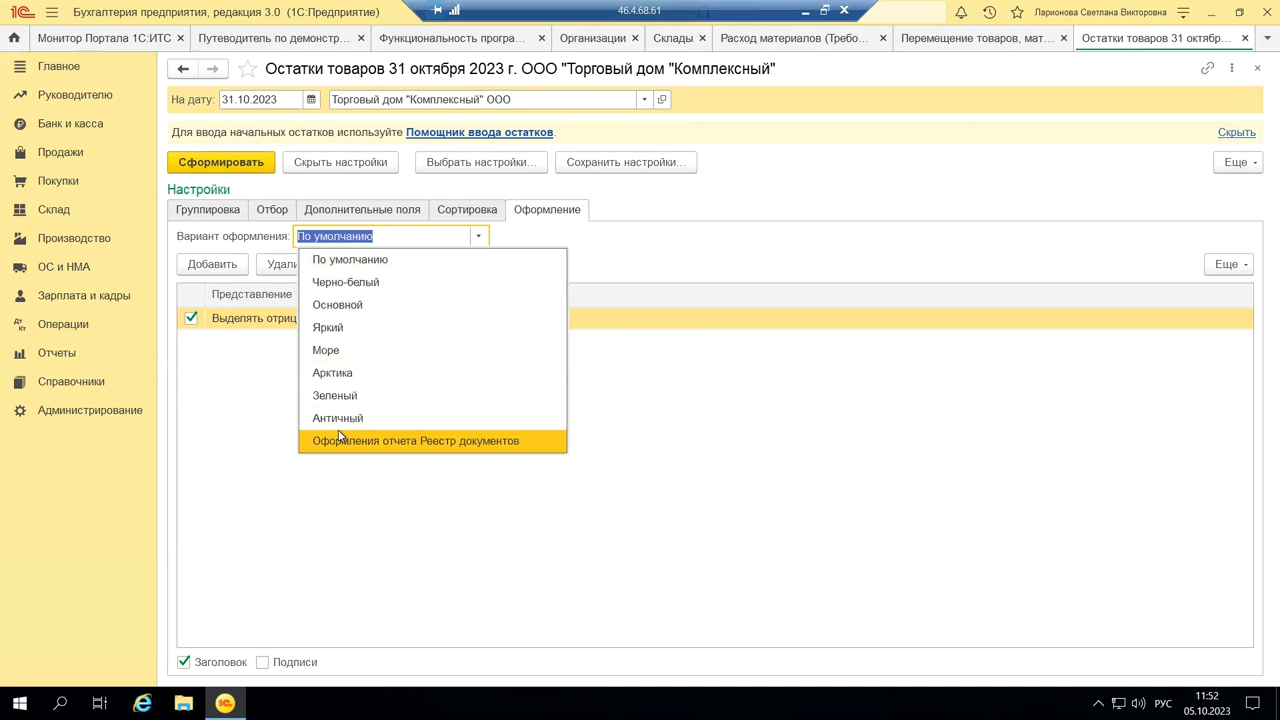 Бухгалтерия предприятия, редакция 3.0 (1С:Предприятие)
46.4.68.61
Ларионова Светлана Викторовна
Монитор Портала 1С:ИТС
Путеводитель по демонстр...
Функциональность програ...
Организации
Склады
Расход материалов (Требо...
Перемещение товаров, мат...
Остатки товаров 31 октябр...
Главное
Руководителю
Банк и касса
Продажи
Покупки
Склад
Производство
ОС и НМА
Зарплата и кадры
Операции
Отчеты
Справочники
Администрирование
Остатки товаров 31 октября 2023 г. ООО "Торговый дом "Комплексный"
На дату: 31.10.2023 Торговый дом "Комплексный" ООО
Для ввода начальных остатков используйте Помощник ввода остатков.
Скрыть
Сформировать
Скрыть настройки
Выбрать настройки...
Сохранить настройки...
Еще
Настройки
Группировка
Отбор
Дополнительные поля
Сортировка
Оформление
Вариант оформления: По умолчанию
Добавить
Удали
Еще
Представление
Выделять отриц
По умолчанию
Черно-белый
Основной
Яркий
Море
Арктика
Зеленый
Античный
Оформления отчета Реестр документов
Заголовок
Подписи
РУС
11:52
05.10.2023